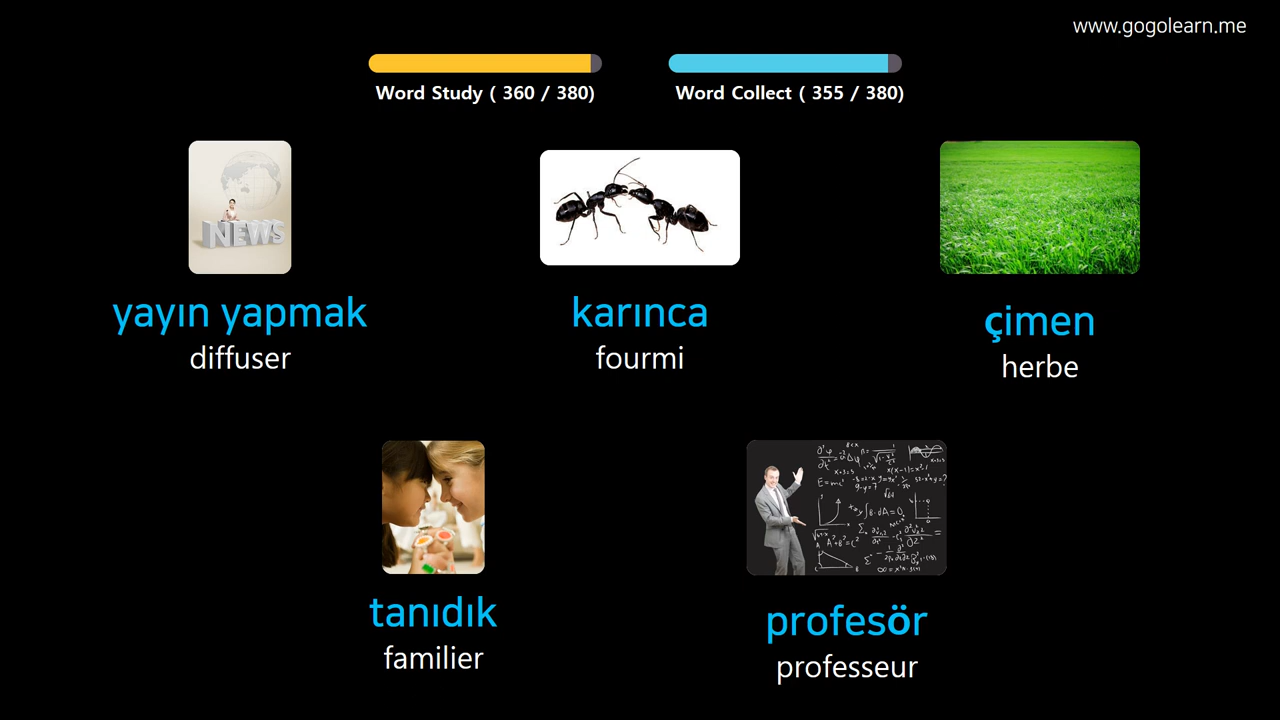 www.gogolearn.me
Word Study ( 360 / 380)
Word Collect ( 355 / 380)
NEWS
yayın yapmak
diffuser
karınca
fourmi
çimen
herbe
tanıdık
familier
profesör
professeur